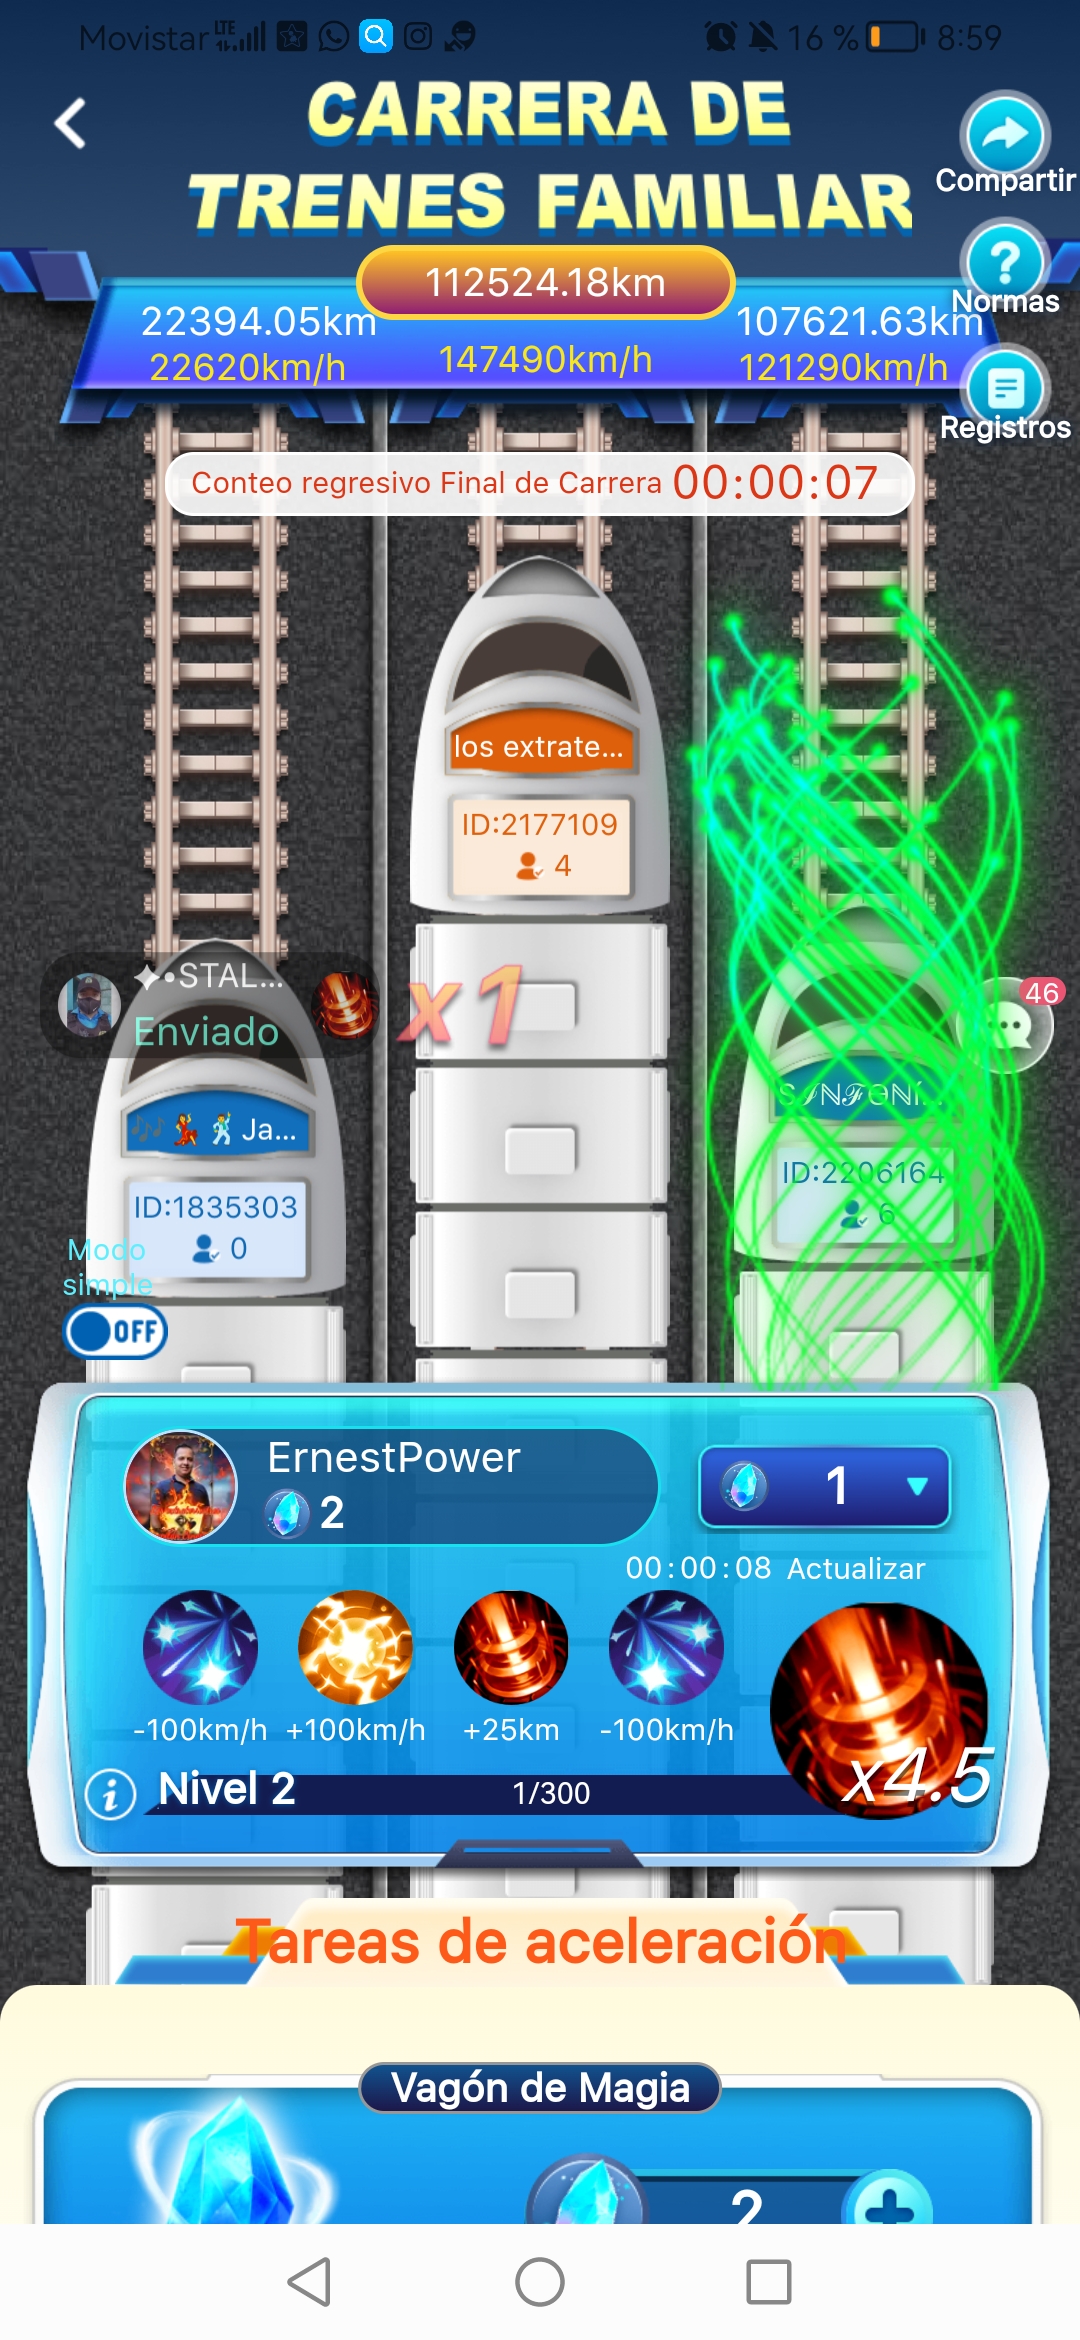 Movistar LTE 16 % 8:59
CARRERA DE
TRENES FAMILIAR
Compartir
112524.18km
22394.05km
107621.63km
Normas
22620km/h
147490km/h
121290km/h
Registros
Conteo regresivo Final de Carrera 00:00:07
los extrate...
ID:2177109
4
✦•STAL...
Enviado
x1
46
🎶💃🕺Ja...
ID:1835303
0
ID:2206164
6
Modo
simple
OFF
ErnestPower
2
1
00:00:08 Actualizar
-100km/h
+100km/h
+25km
-100km/h
x4.5
Nivel 2
1/300
Tareas de aceleración
Vagón de Magia
2